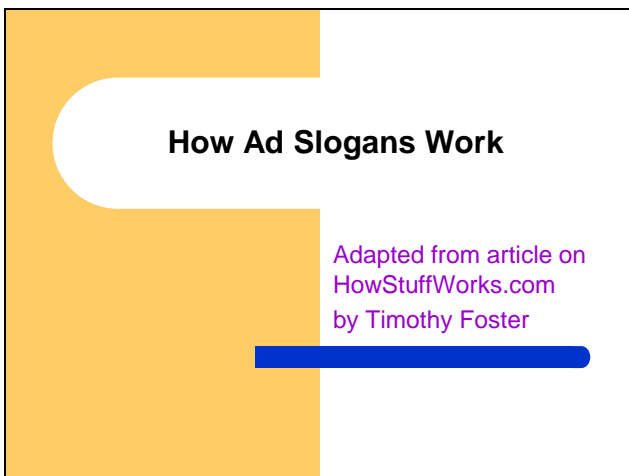 How Ad Slogans Work
Adapted from article on
HowStuffWorks.com
by Timothy Foster